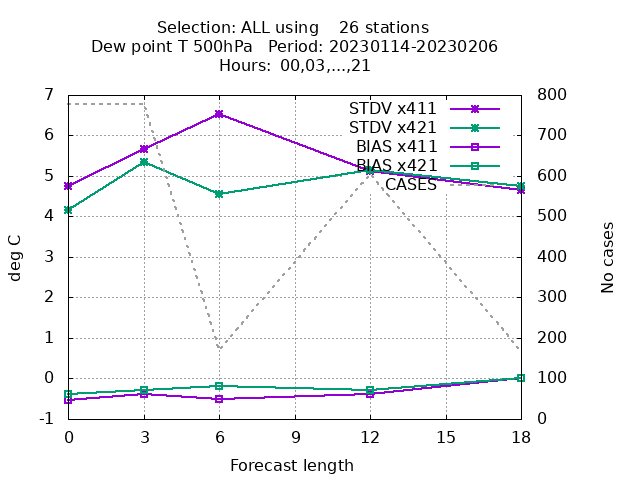 Selection: ALL using 26 stations
Dew point T 500hPa Period: 20230114-20230206
Hours: 00,03,...,21
7 800
STDV x411
6 STDV x421 700
BIAS x411
BIAS x421
5 CASES 600
4 500
deg C
3 400
No cases
2 300
1 200
0 100
-1 0
0 3 6 9 12 15 18
Forecast length